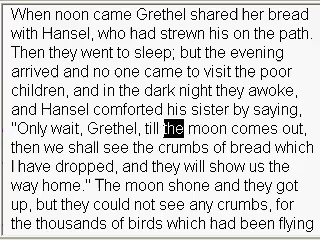 When noon came Grethel shared her bread
with Hansel, who had strewn his on the path.
Then they went to sleep; but the evening
arrived and no one came to visit the poor
children, and in the dark night they awoke,
and Hansel comforted his sister by saying,
"Only wait, Grethel, till the moon comes out,
then we shall see the crumbs of bread which
I have dropped, and they will show us the
way home." The moon shone and they got
up, but they could not see any crumbs, for
the thousands of birds which had been flying